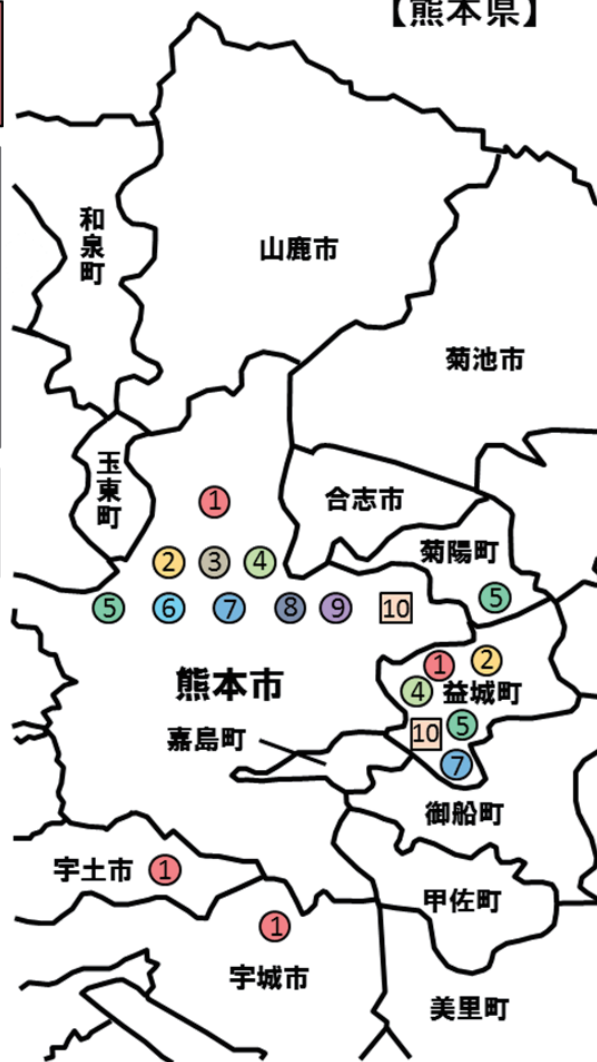 【熊本県】
和泉町
山鹿市
菊池市
玉東町
合志市
1
菊陽町
2 3 4
5 6 7 8 9 10
5
熊本市
1 2
4 益城町
嘉島町
10 5
7
御船町
宇土市 1
甲佐町
1
宇城市
美里町